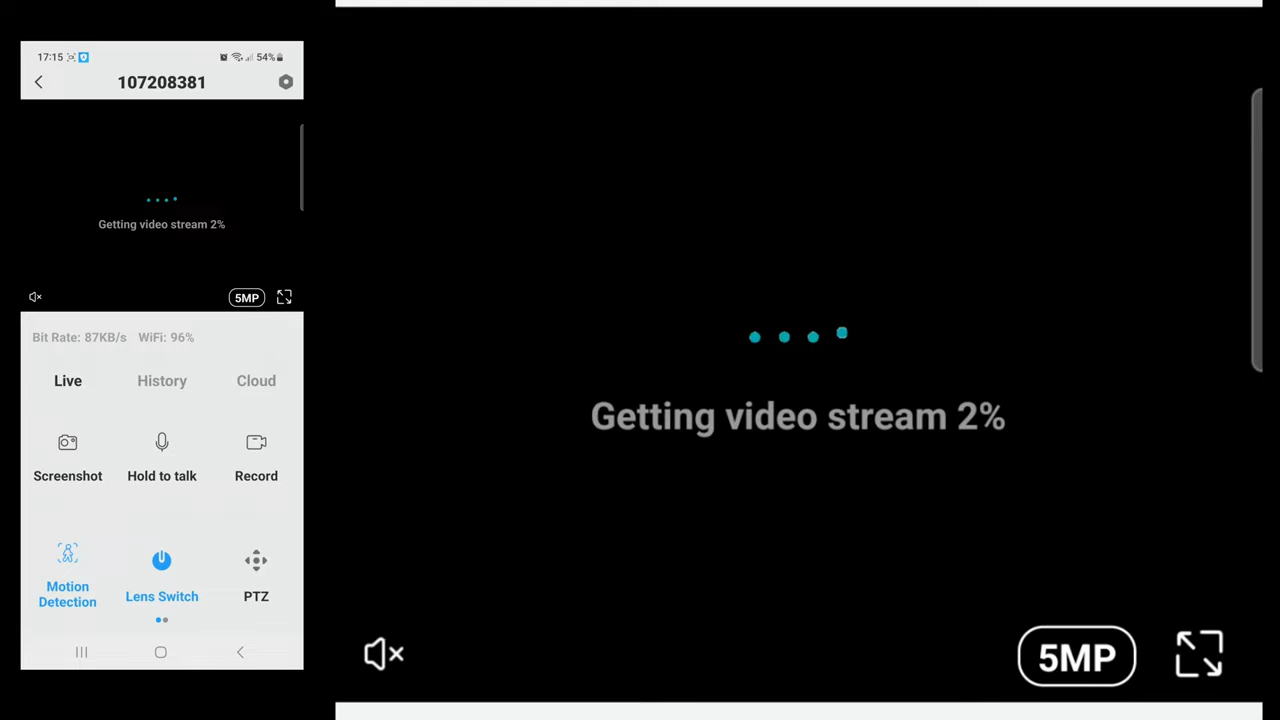 17:15
54%
107208381
Getting video stream 2%
5MP
Bit Rate: 87KB/s WiFi: 96%
Live History Cloud
Screenshot Hold to talk Record
Motion
Detection
Lens Switch
PTZ
Getting video stream 2%
5MP